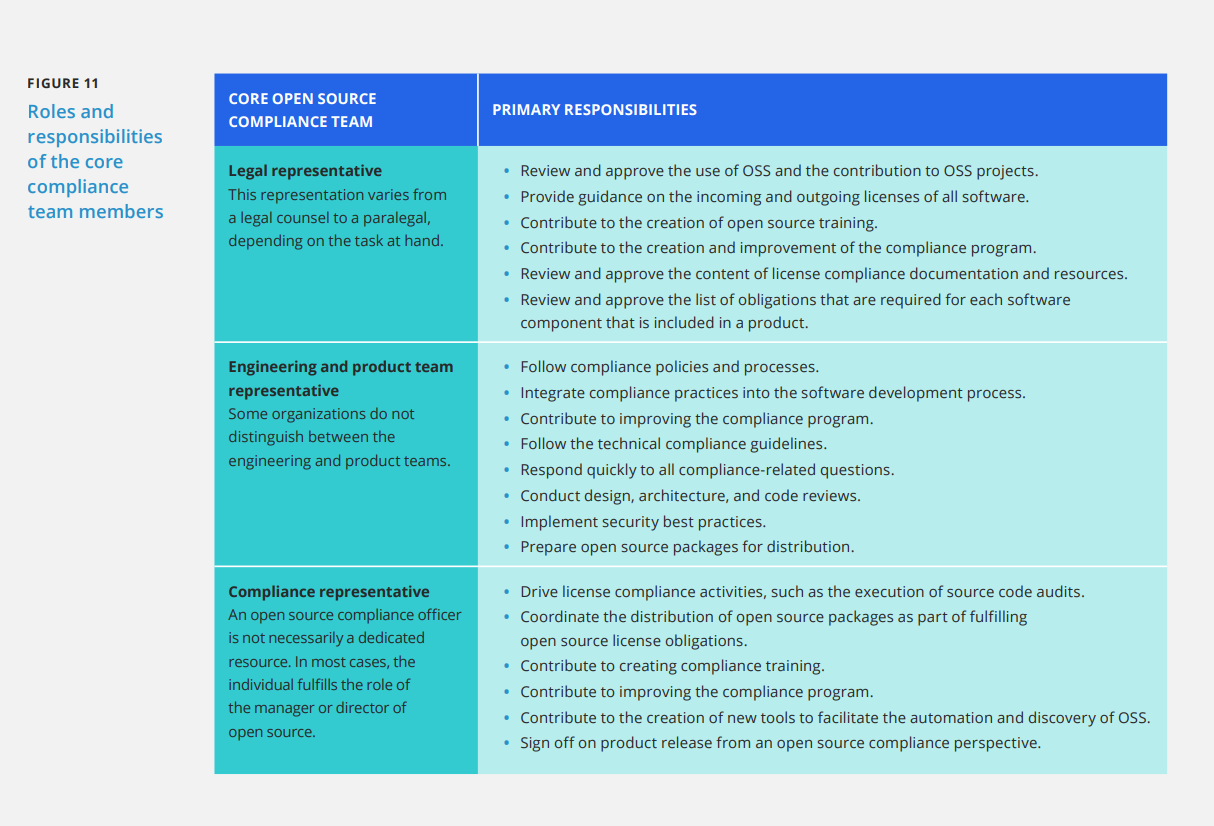 FIGURE 11
Roles and
responsibilities
of the core
compliance
team members
CORE OPEN SOURCE
COMPLIANCE TEAM
PRIMARY RESPONSIBILITIES
Legal representative
This representation varies from
a legal counsel to a paralegal,
depending on the task at hand.
• Review and approve the use of OSS and the contribution to OSS projects.
• Provide guidance on the incoming and outgoing licenses of all software.
• Contribute to the creation of open source training.
• Contribute to the creation and improvement of the compliance program.
• Review and approve the content of license compliance documentation and resources.
• Review and approve the list of obligations that are required for each software
component that is included in a product.
Engineering and product team
representative
Some organizations do not
distinguish between the
engineering and product teams.
• Follow compliance policies and processes.
• Integrate compliance practices into the software development process.
• Contribute to improving the compliance program.
• Follow the technical compliance guidelines.
• Respond quickly to all compliance-related questions.
• Conduct design, architecture, and code reviews.
• Implement security best practices.
• Prepare open source packages for distribution.
Compliance representative
An open source compliance officer
is not necessarily a dedicated
resource. In most cases, the
individual fulfills the role of
the manager or director of
open source.
• Drive license compliance activities, such as the execution of source code audits.
• Coordinate the distribution of open source packages as part of fulfilling
open source license obligations.
• Contribute to creating compliance training.
• Contribute to improving the compliance program.
• Contribute to the creation of new tools to facilitate the automation and discovery of OSS.
• Sign off on product release from an open source compliance perspective.